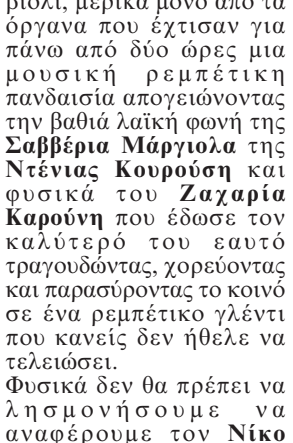 βιολί, μερικά μόνο από τα
όργανα που έχτισαν για
πάνω από δύο ώρες μια
μουσική ρεμπέτικη
πανδαισία απογειώνοντας
την βαθιά λαϊκή φωνή της
Σαββέρια Μάργιολα της
Ντένιας Κουρούση και
φυσικά του Ζαχαρία
Καρούνη που έδωσε τον
καλύτερό του εαυτό
τραγουδώντας, χορεύοντας
και παρασύροντας το κοινό
σε ένα ρεμπέτικο γλέντι
που κανείς δεν ήθελε να
τελειώσει.
Φυσικά δεν θα πρέπει να
λησμονήσουμε να
αναφέρουμε τον Νίκο